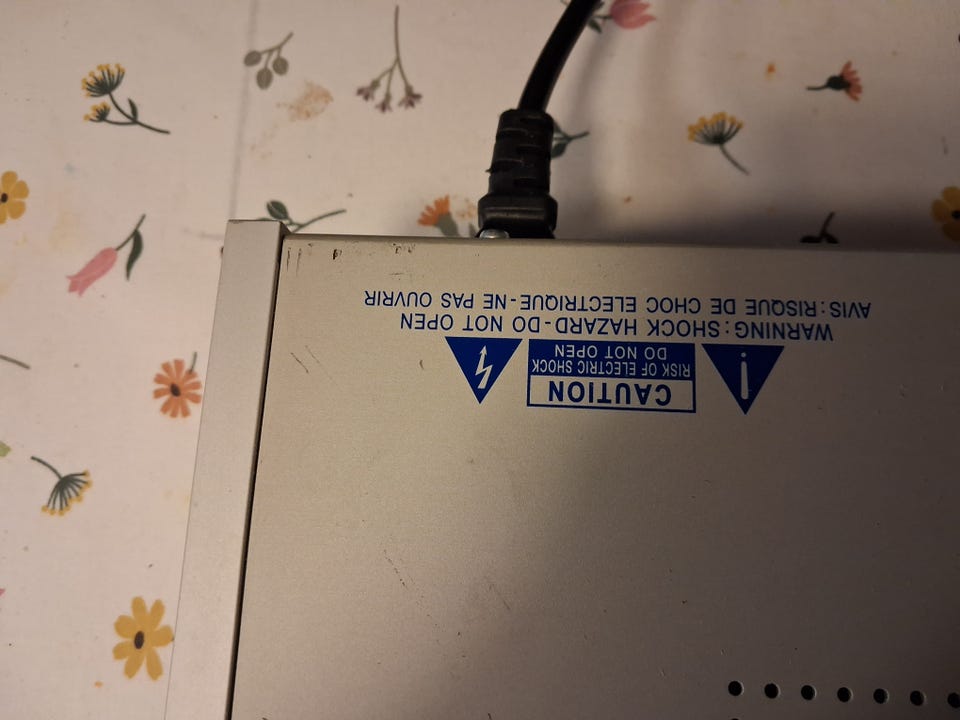 CAUTION
RISK OF ELECTRIC SHOCK
DO NOT OPEN
WARNING: SHOCK HAZARD-DO NOT OPEN
AVIS: RISQUE DE CHOC ELECTRIQUE-NE PAS OUVRIR